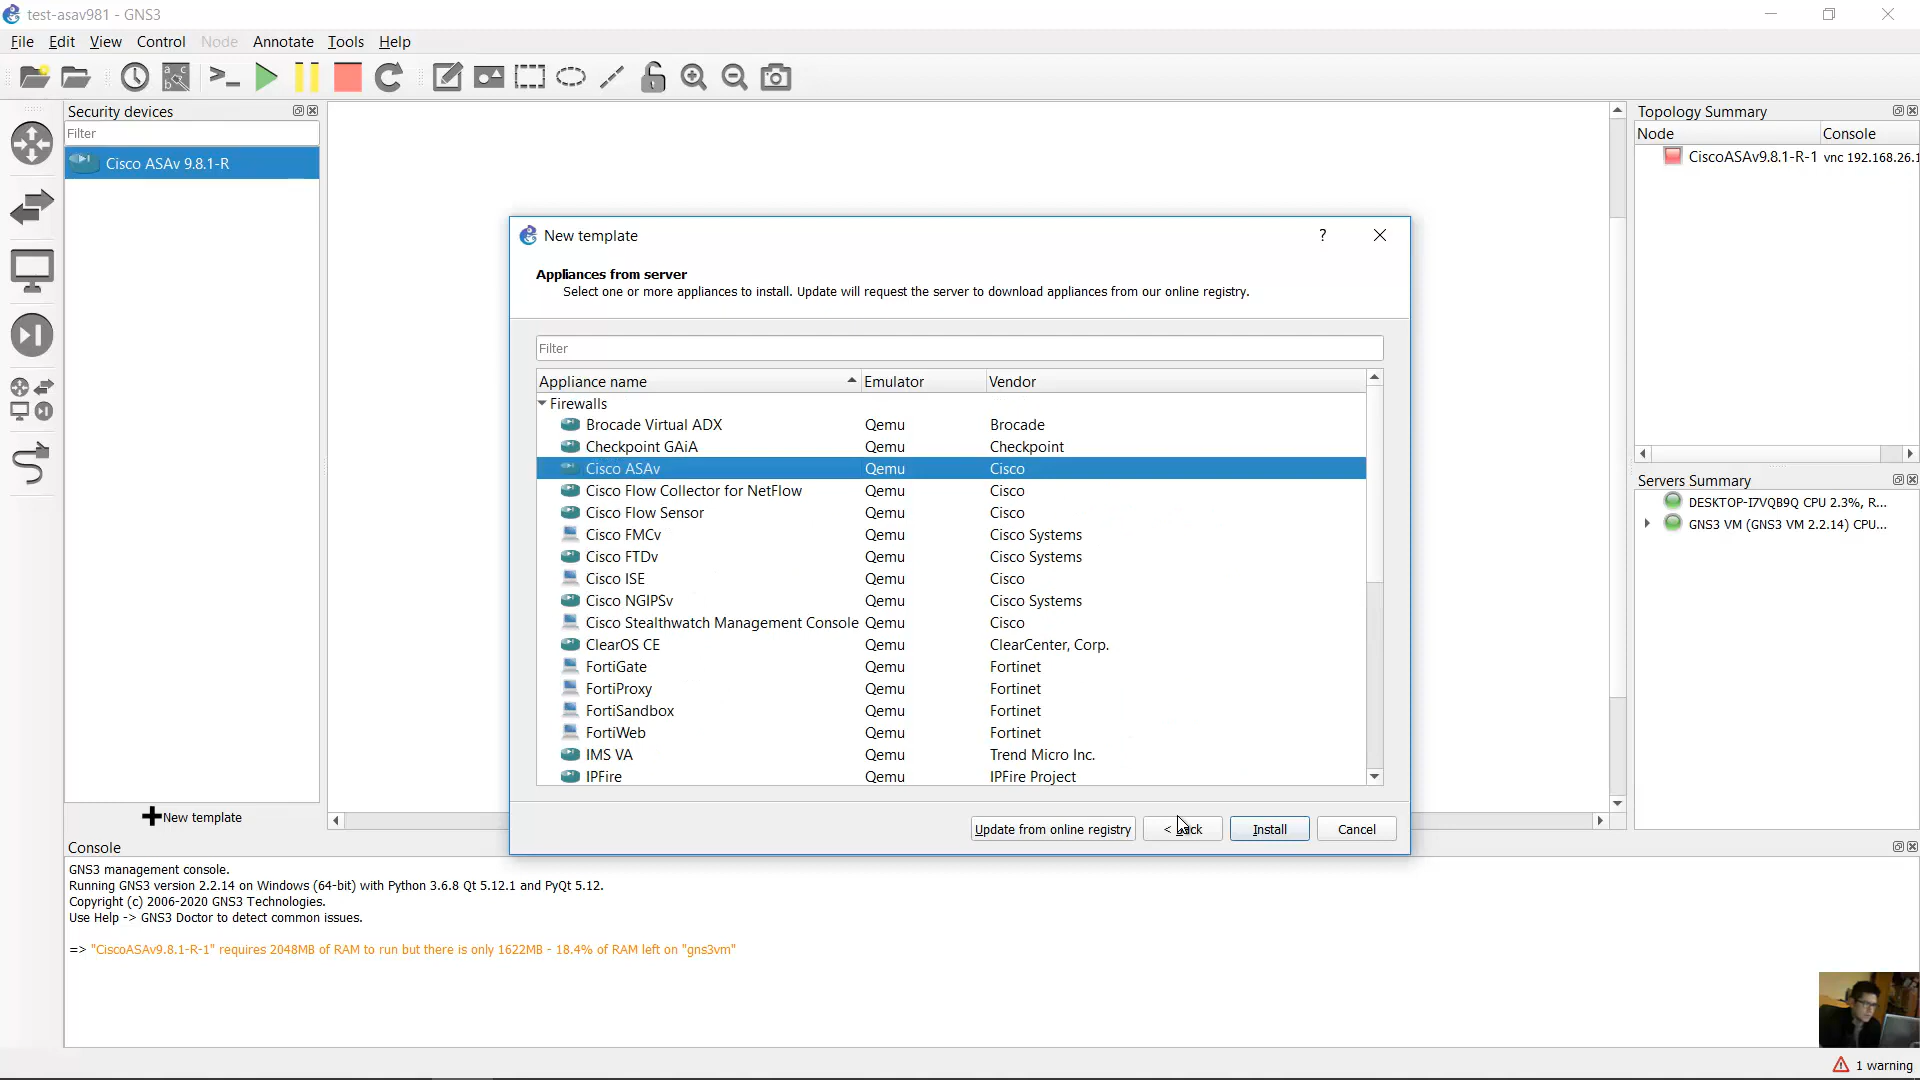 test-asav981 - GNS3
File Edit View Control Node Annotate Tools Help
Security devices
Filter
Cisco ASAv 9.8.1-R
New template
Topology Summary
Node Console
CiscoASAv9.8.1-R-1 vnc 192.168.26.1
Servers Summary
DESKTOP-I7VQB9Q CPU 2.3%, R...
GNS3 VM (GNS3 VM 2.2.14) CPU...
New template
?
Appliances from server
Select one or more appliances to install. Update will request the server to download appliances from our online registry.
Filter
Appliance name Emulator Vendor
Firewalls
Brocade Virtual ADX Qemu Brocade
Checkpoint GAiA Qemu Checkpoint
Cisco ASAv Qemu Cisco
Cisco Flow Collector for NetFlow Qemu Cisco
Cisco Flow Sensor Qemu Cisco
Cisco FMCv Qemu Cisco Systems
Cisco FTDv Qemu Cisco Systems
Cisco ISE Qemu Cisco
Cisco NGIPSv Qemu Cisco Systems
Cisco Stealthwatch Management Console Qemu Cisco
ClearOS CE Qemu ClearCenter, Corp.
FortiGate Qemu Fortinet
FortiProxy Qemu Fortinet
FortiSandbox Qemu Fortinet
FortiWeb Qemu Fortinet
IMS VA Qemu Trend Micro Inc.
IPFire Qemu IPFire Project
Update from online registry Install Cancel
Console
GNS3 management console.
Running GNS3 version 2.2.14 on Windows (64-bit) with Python 3.6.8 Qt 5.12.1 and PyQt 5.12.
Copyright (c) 2006-2020 GNS3 Technologies.
Use Help -> GNS3 Doctor to detect common issues.
=> "CiscoASAv9.8.1-R-1" requires 2048MB of RAM to run but there is only 1622MB - 18.4% of RAM left on "gns3vm"
1 warning